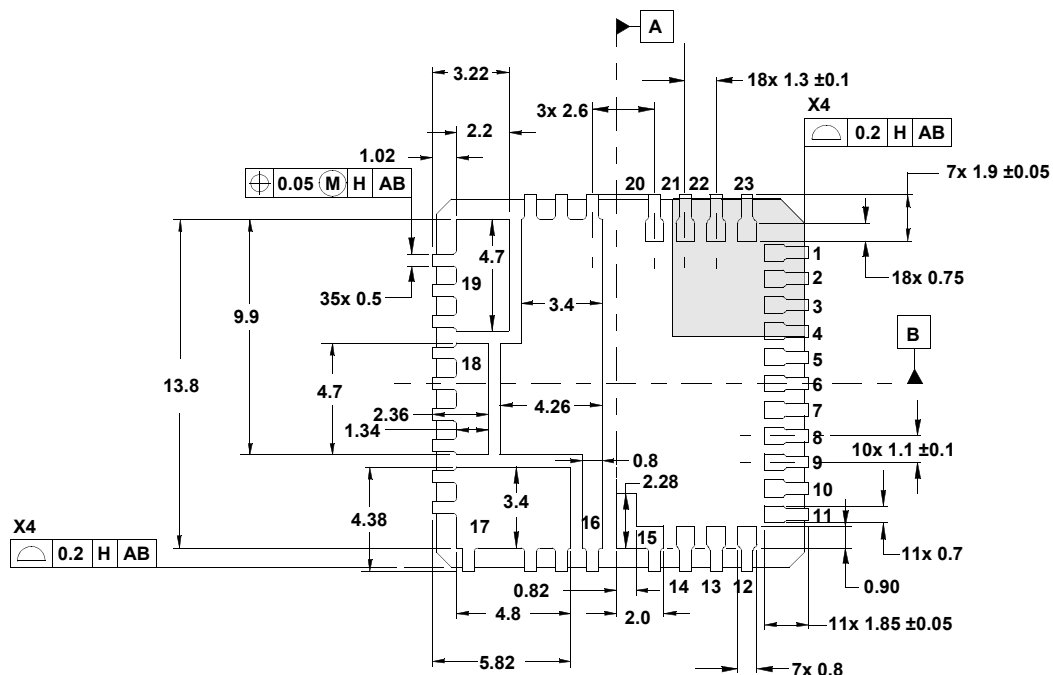 A
3.22
18x 1.3 ±0.1
X4
3x 2.6
2.2
0.2 H AB
1.02
7x 1.9 ±0.05
0.05 M H AB
20 21 22 23
1
4.7
2
18x 0.75
19
35x 0.5
3.4
3
9.9
4
B
5
18
13.8
4.7
6
2.36
4.26
7
1.34
8
10x 1.1 ±0.1
0.8
9
2.28
10
3.4
4.38
11
X4
17
16
15
0.2 H AB
11x 0.7
14 13 12
0.82
0.90
4.8
2.0
11x 1.85 ±0.05
5.82
7x 0.8